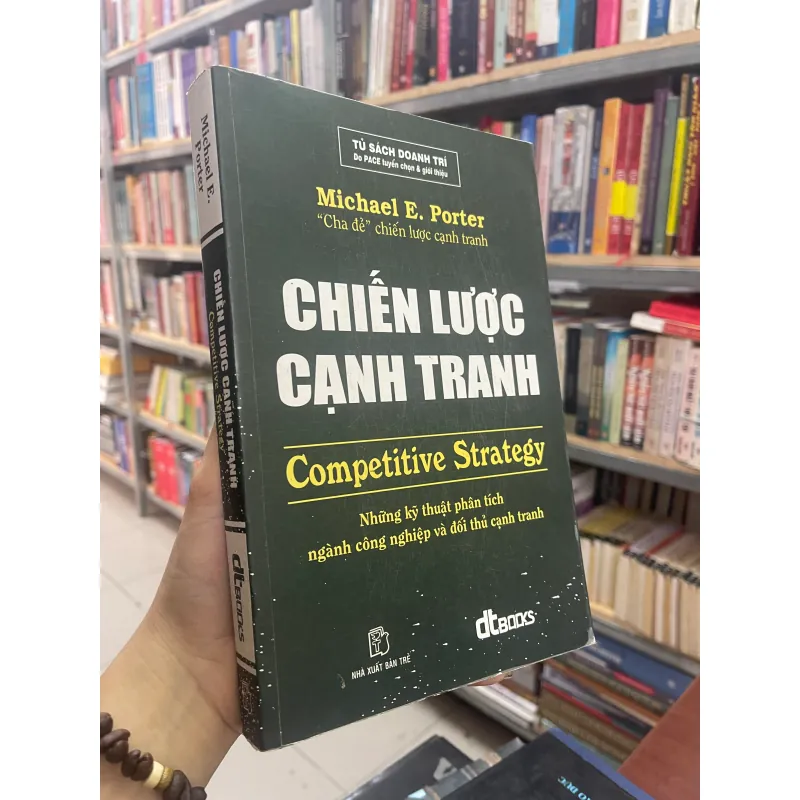 TỦ SÁCH DOANH TRÍ
Do PACE tuyển chọn & giới thiệu
Michael E. Porter
“Cha đẻ” chiến lược cạnh tranh
CHIẾN LƯỢC
CẠNH TRANH
Competitive Strategy
Những kỹ thuật phân tích
ngành công nghiệp và đối thủ cạnh tranh
NHÀ XUẤT BẢN TRẺ
dtBOOKS
Michael E.
Porter
CHIẾN LƯỢC CẠNH TRANH
Competitive Strategy
dtBOOKS